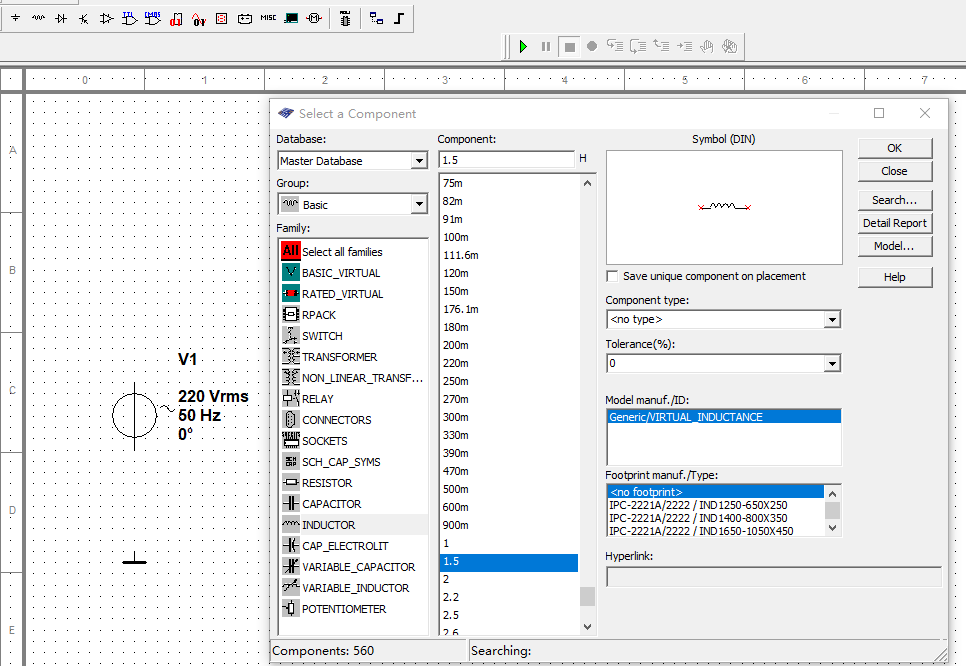 TTL
CMOS
MISC
0
1
2
3
4
5
6
7
A
B
C
D
E
V1
220 Vrms
50 Hz
0°
Select a Component
Database:
Master Database
Group:
Basic
Family:
All Select all families
BASIC_VIRTUAL
RATED_VIRTUAL
RPACK
SWITCH
TRANSFORMER
NON_LINEAR_TRANSF...
RELAY
CONNECTORS
SOCKETS
SCH_CAP_SYMS
RESISTOR
CAPACITOR
INDUCTOR
CAP_ELECTROLIT
VARIABLE_CAPACITOR
VARIABLE_INDUCTOR
POTENTIOMETER
Component:
1.5 H
75m
82m
91m
100m
111.6m
120m
150m
176.1m
180m
200m
220m
250m
270m
300m
330m
390m
470m
500m
600m
900m
1
1.5
2
2.2
2.5
2.6
Symbol (DIN)
Save unique component on placement
Component type:
<no type>
Tolerance(%):
0
Model manuf./ID:
Generic/VIRTUAL_INDUCTANCE
Footprint manuf./Type:
<no footprint>
IPC-2221A/2222 / IND1250-650X250
IPC-2221A/2222 / IND1400-800X350
IPC-2221A/2222 / IND1650-1050X450
Hyperlink:
OK
Close
Search...
Detail Report
Model...
Help
Components: 560
Searching: